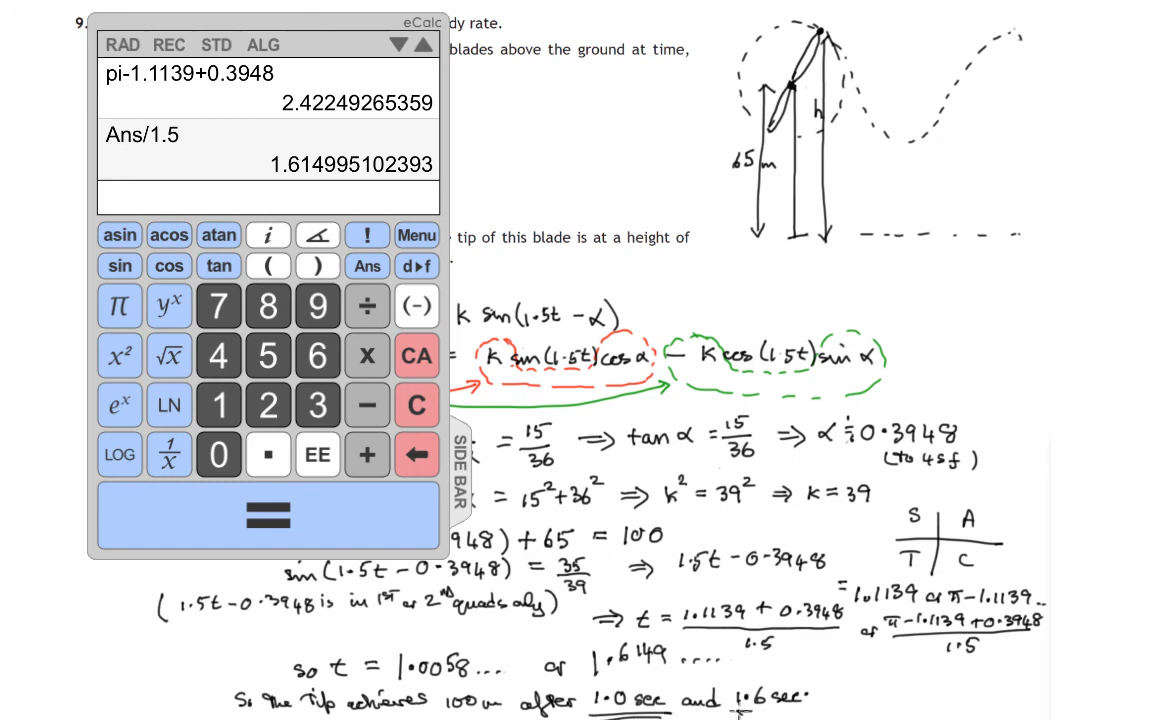 9.
dy rate.
blades above the ground at time,
eCalc
RAD REC STD ALG
pi-1.1139+0.3948
2.42249265359
Ans/1.5
1.614995102393
asin acos atan i ∠ ! Menu
sin cos tan ( ) Ans d▸f
π yˣ 7 8 9 ÷ (-)
x² √x 4 5 6 x CA
eˣ LN 1 2 3 − C
LOG 1/x 0 . EE +
=
SIDE BAR
h
65 m
tip of this blade is at a height of
k sin(1.5t - α)
= k sin(1.5t) cos α - k cos(1.5t) sin α
= 15/36 ⇒ tan α = 15/36 ⇒ α ≑ 0.3948
(to 4sf)
= 15² + 36² ⇒ k² = 39² ⇒ k = 39
S A
T C
948) + 65 = 100
sin(1.5t - 0.3948) = 35/39 ⇒ 1.5t - 0.3948
= 1.1139 or π - 1.1139..
(1.5t - 0.3948 is in 1ST or 2nd quads only)
⇒ t = 1.1139 + 0.3948/1.5 or π - 1.1139 + 0.3948/1.5
so t = 1.0058.... or 1.6149....
So the tip achieves 100m after 1.0 sec and 1.6 sec.